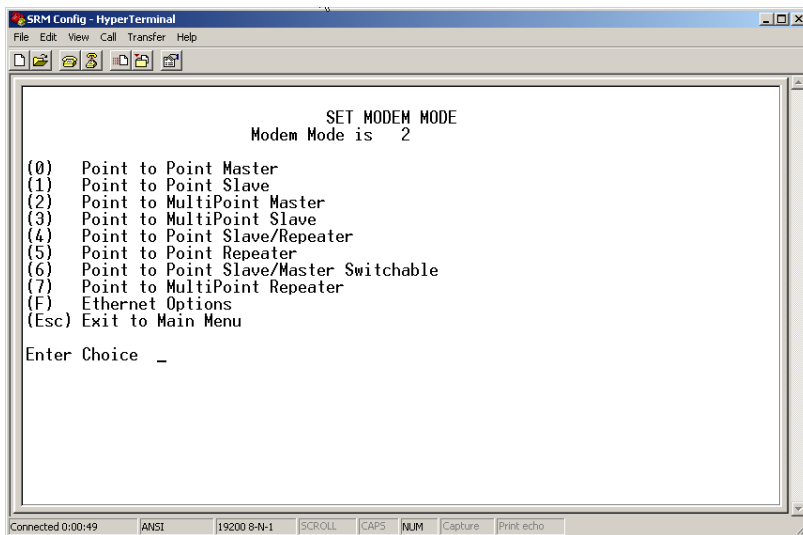 SRM Config - HyperTerminal
File Edit View Call Transfer Help
SET MODEM MODE
Modem Mode is 2
(0) Point to Point Master
(1) Point to Point Slave
(2) Point to MultiPoint Master
(3) Point to MultiPoint Slave
(4) Point to Point Slave/Repeater
(5) Point to Point Repeater
(6) Point to Point Slave/Master Switchable
(7) Point to MultiPoint Repeater
(F) Ethernet Options
(Esc) Exit to Main Menu
Enter Choice _
Connected 0:00:49 ANSI 19200 8-N-1 SCROLL CAPS NUM Capture Print echo